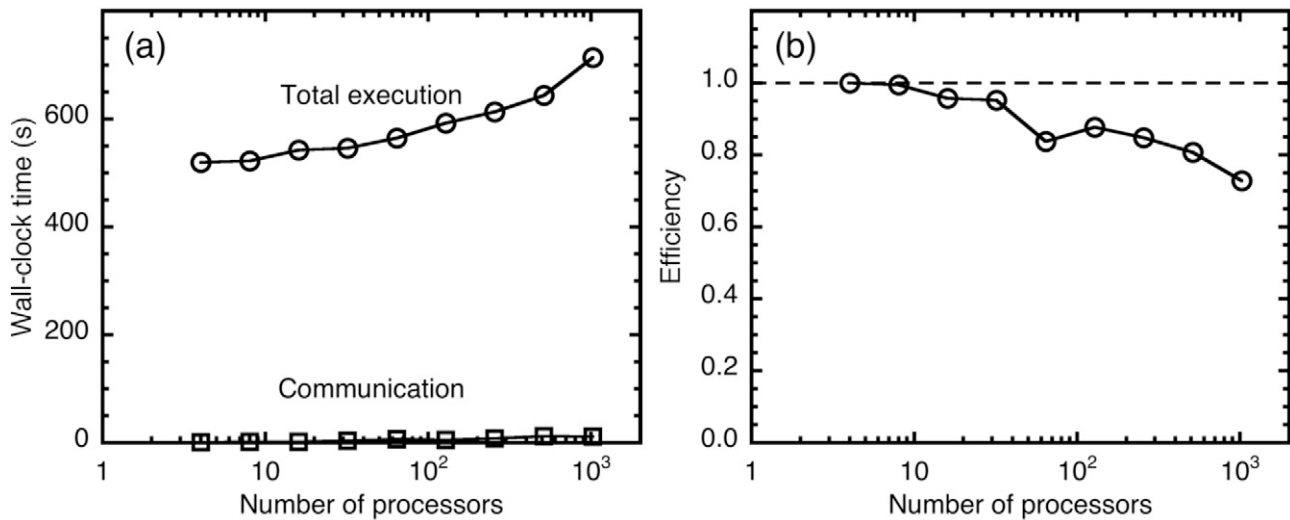 (a)
Total execution
Communication
Wall-clock time (s)
600
400
200
0
1
10
10²
10³
Number of processors
(b)
Efficiency
1.0
0.8
0.6
0.4
0.2
0.0
1
10
10²
10³
Number of processors